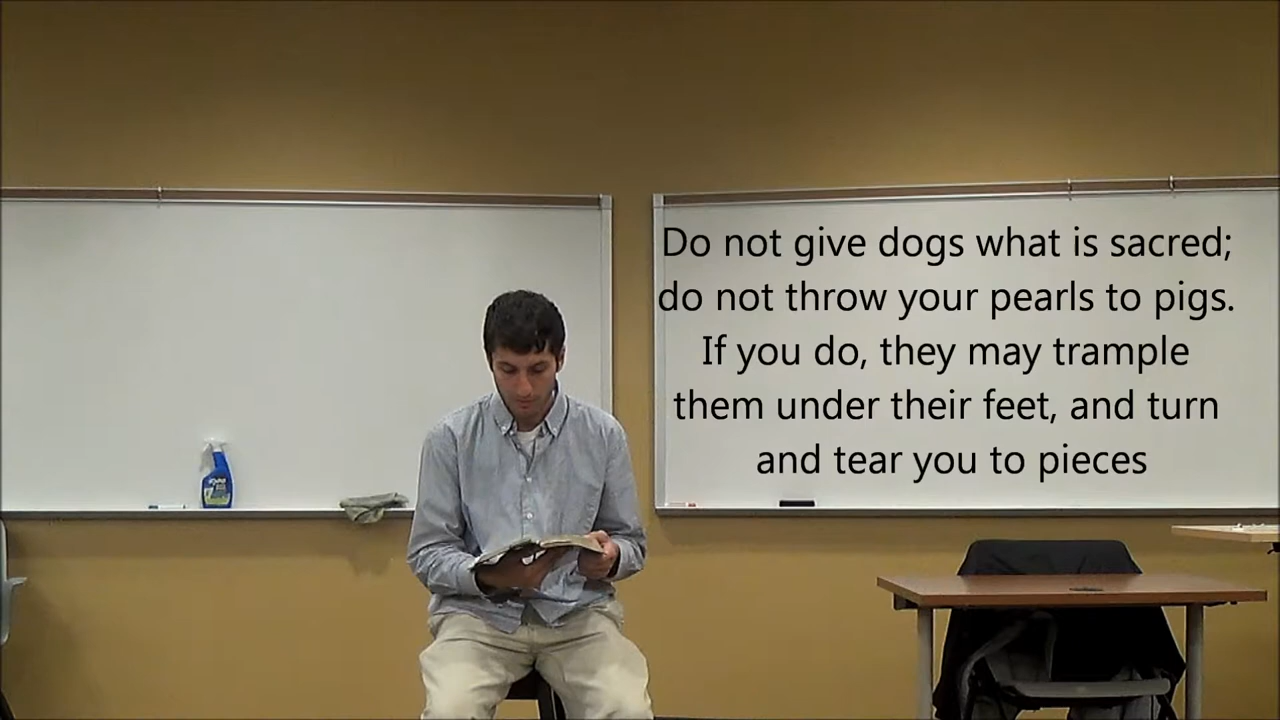 Do not give dogs what is sacred;
do not throw your pearls to pigs.
If you do, they may trample
them under their feet, and turn
and tear you to pieces